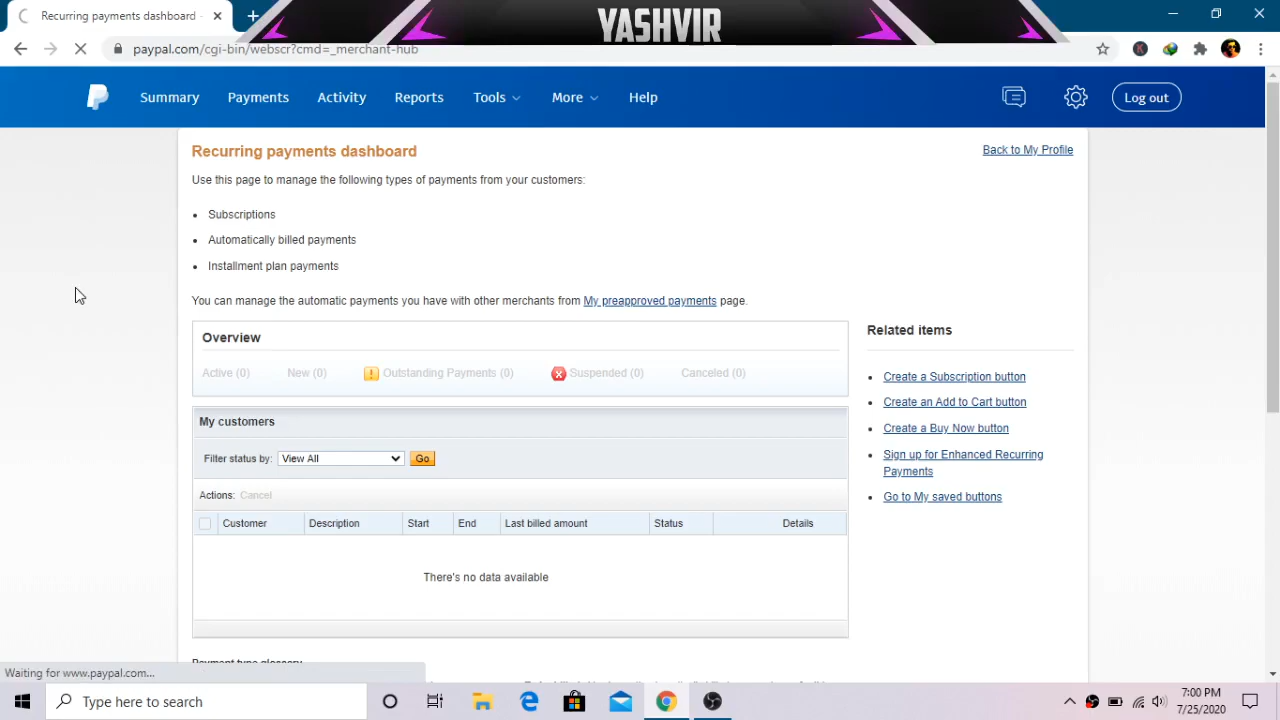 Recurring payments dashboard -
YASHVIR
paypal.com/cgi-bin/webscr?cmd=_merchant-hub
Summary
Payments
Activity
Reports
Tools
More
Help
Log out
Recurring payments dashboard
Back to My Profile
Use this page to manage the following types of payments from your customers:
• Subscriptions
• Automatically billed payments
• Installment plan payments
You can manage the automatic payments you have with other merchants from My preapproved payments page.
Overview
Active (0)
New (0)
Outstanding Payments (0)
Suspended (0)
Canceled (0)
Related items
• Create a Subscription button
• Create an Add to Cart button
• Create a Buy Now button
• Sign up for Enhanced Recurring
Payments
• Go to My saved buttons
My customers
Filter status by:
View All
Go
Actions:
Cancel
Customer
Description
Start
End
Last billed amount
Status
Details
There's no data available
Payment type glossary
Waiting for www.paypal.com...
Type here to search
7:00 PM
7/25/2020